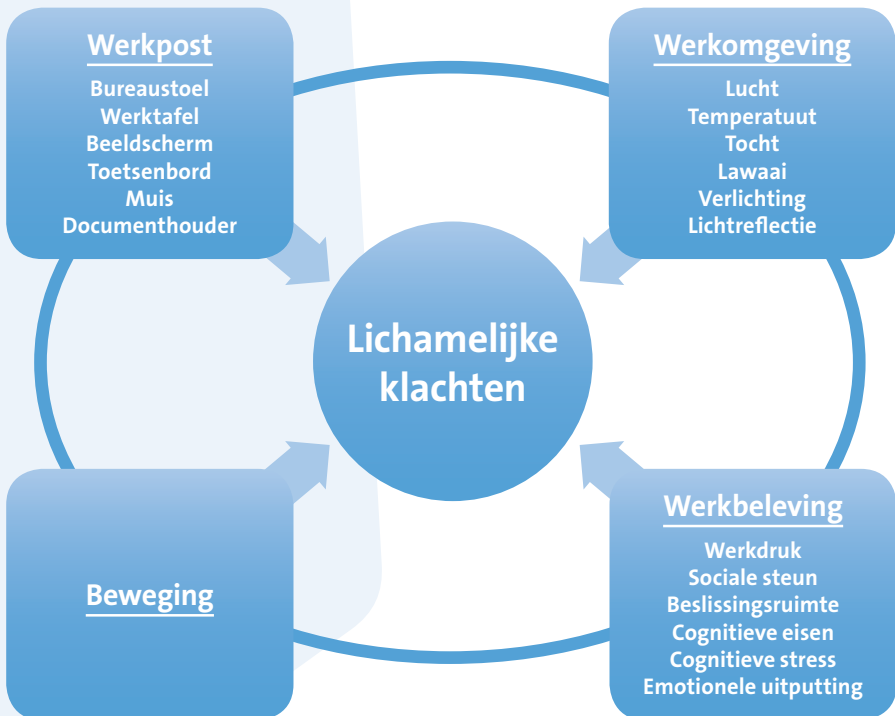 Werkpost
Bureaustoel
Werktafel
Beeldscherm
Toetsenbord
Muis
Documenthouder
Werkomgeving
Lucht
Temperatuut
Tocht
Lawaai
Verlichting
Lichtreflectie
Lichamelijke
klachten
Beweging
Werkbeleving
Werkdruk
Sociale steun
Beslissingsruimte
Cognitieve eisen
Cognitieve stress
Emotionele uitputting